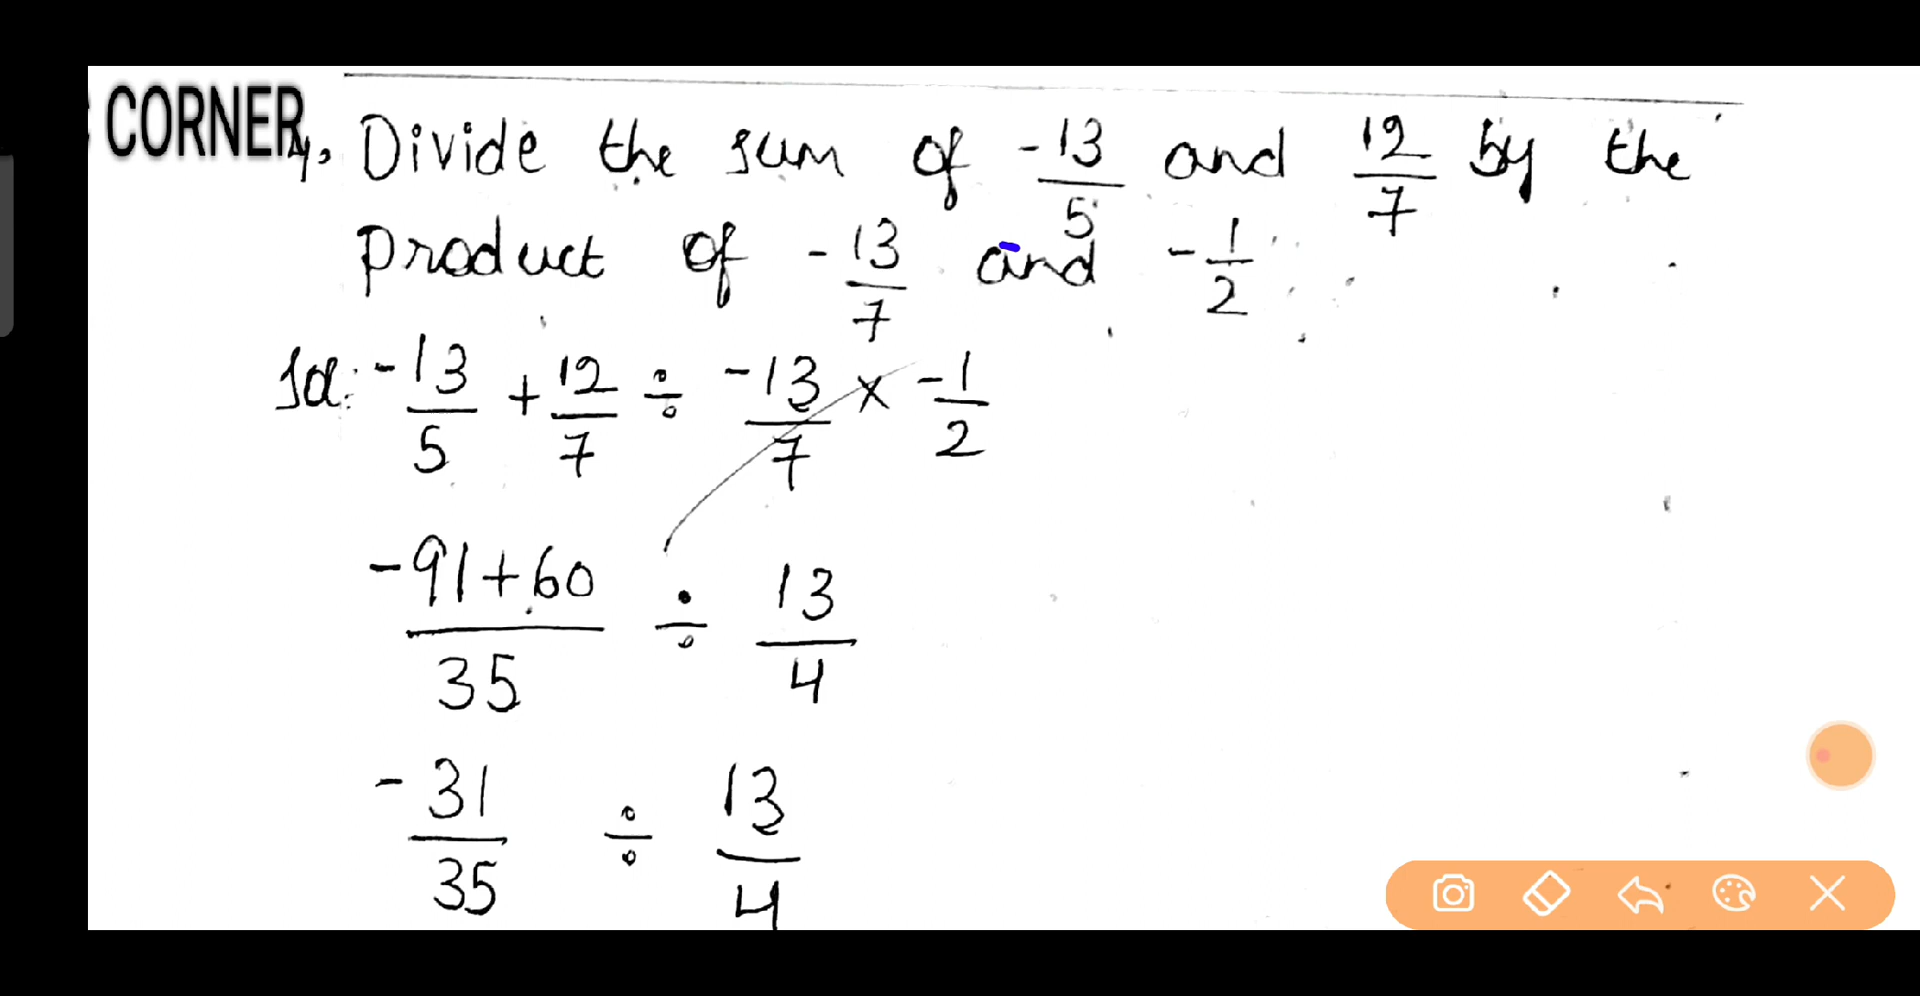 CORNER
4. Divide the sum of -13/5 and 12/7 by the
product of -13/7 and -1/2
Sol: -13/5 + 12/7 ÷ -13/7 × -1/2
-91+60/35 ÷ 13/4
-31/35 ÷ 13/4